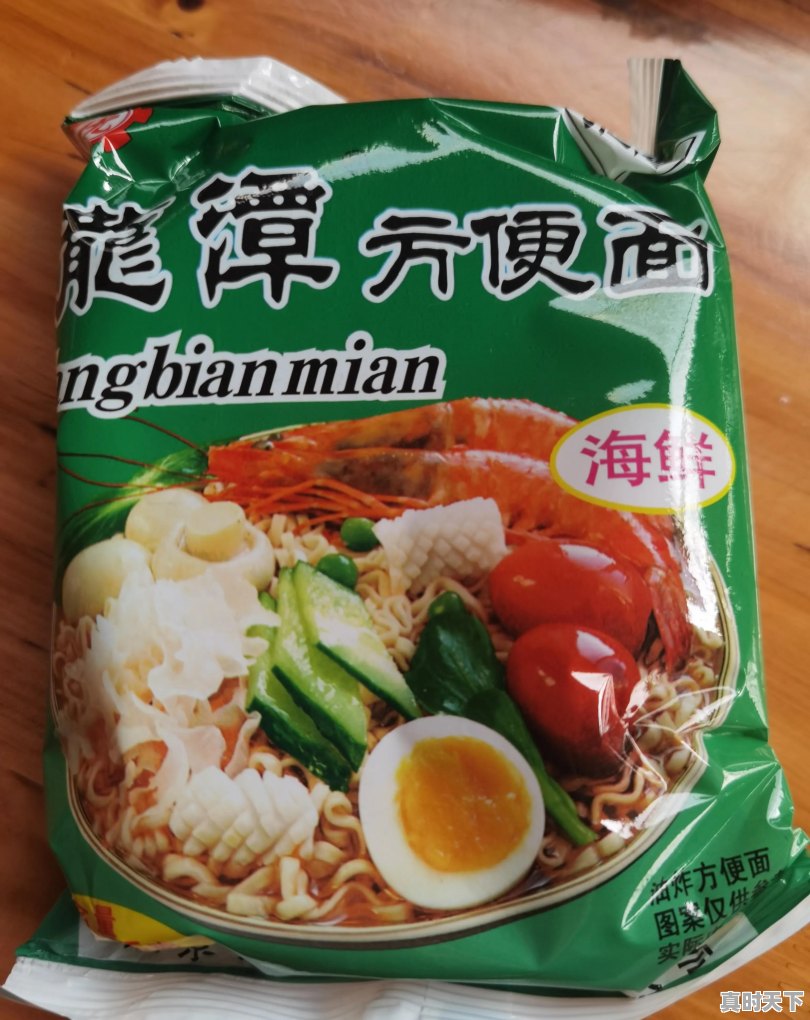 龍潭方便面
angbianmian
海鲜
油炸方便面
图案仅供参
实际
真时天下